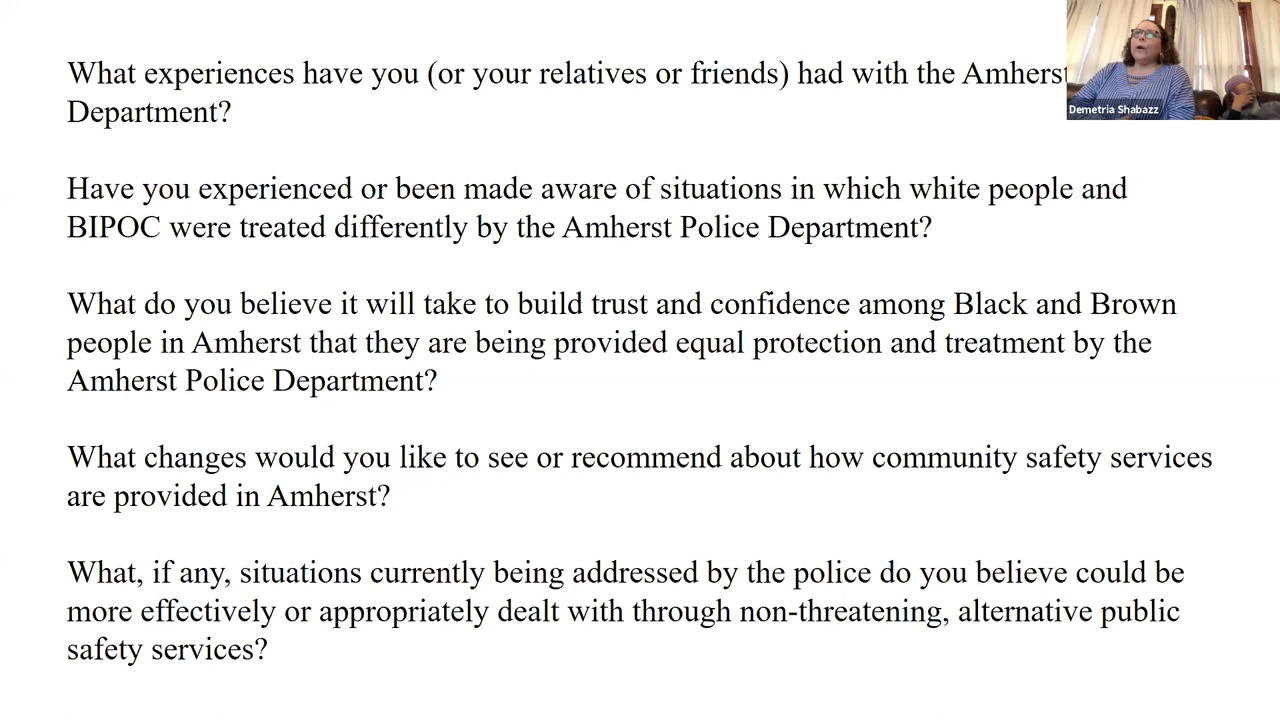 What experiences have you (or your relatives or friends) had with the Amherst
Department?
Have you experienced or been made aware of situations in which white people and
BIPOC were treated differently by the Amherst Police Department?
What do you believe it will take to build trust and confidence among Black and Brown
people in Amherst that they are being provided equal protection and treatment by the
Amherst Police Department?
What changes would you like to see or recommend about how community safety services
are provided in Amherst?
What, if any, situations currently being addressed by the police do you believe could be
more effectively or appropriately dealt with through non-threatening, alternative public
safety services?
Demetria Shabazz